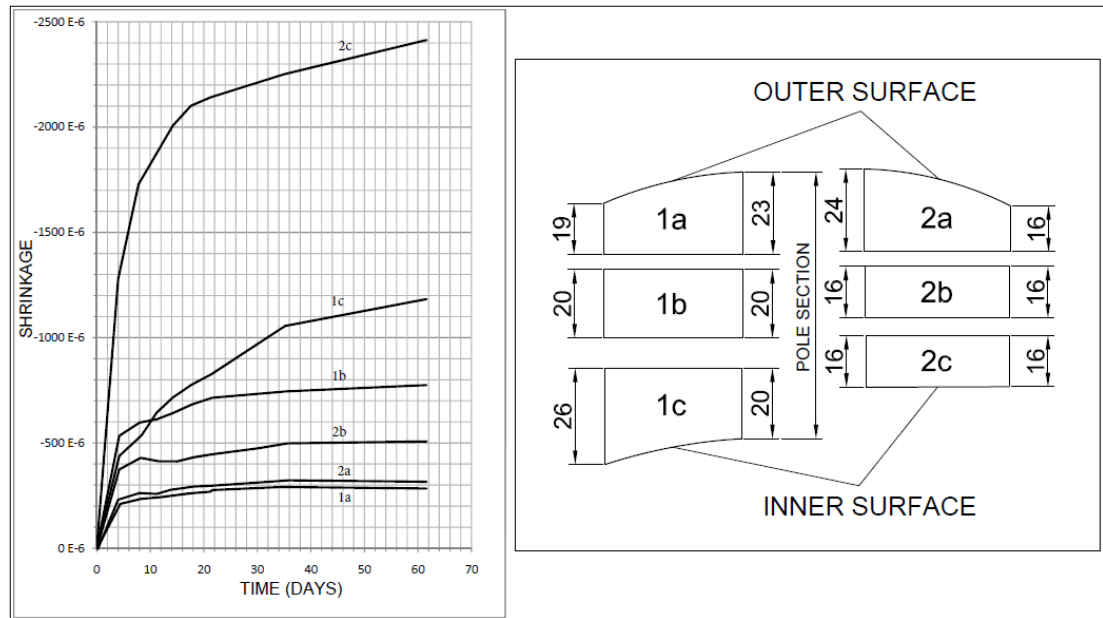 -2500 E-6
-2000 E-6
-1500 E-6
-1000 E-6
-500 E-6
0 E-6
SHRINKAGE
2c
1c
1b
2b
2a
1a
0 10 20 30 40 50 60 70
TIME (DAYS)
OUTER SURFACE
19 1a 23
24 2a 16
20 1b 20
16 2b 16
26 1c 20
16 2c 16
POLE SECTION
INNER SURFACE